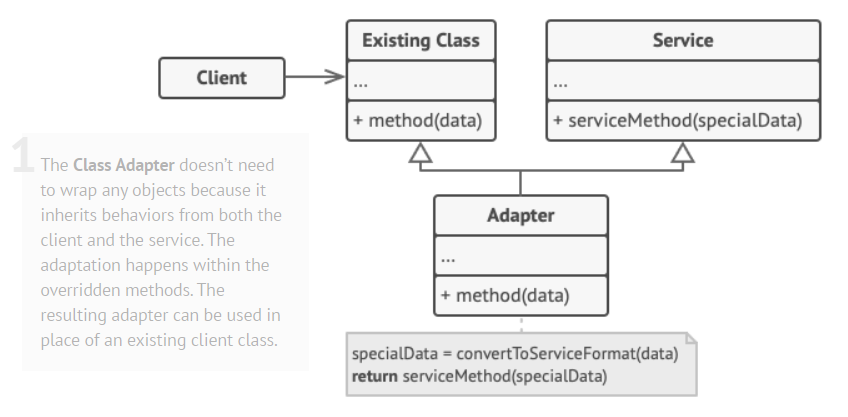 Client
Existing Class
...
+ method(data)
Service
...
+ serviceMethod(specialData)
1
The Class Adapter doesn't need
to wrap any objects because it
inherits behaviors from both the
client and the service. The
adaptation happens within the
overridden methods. The
resulting adapter can be used in
place of an existing client class.
Adapter
...
+ method(data)
specialData = convertToServiceFormat(data)
return serviceMethod(specialData)